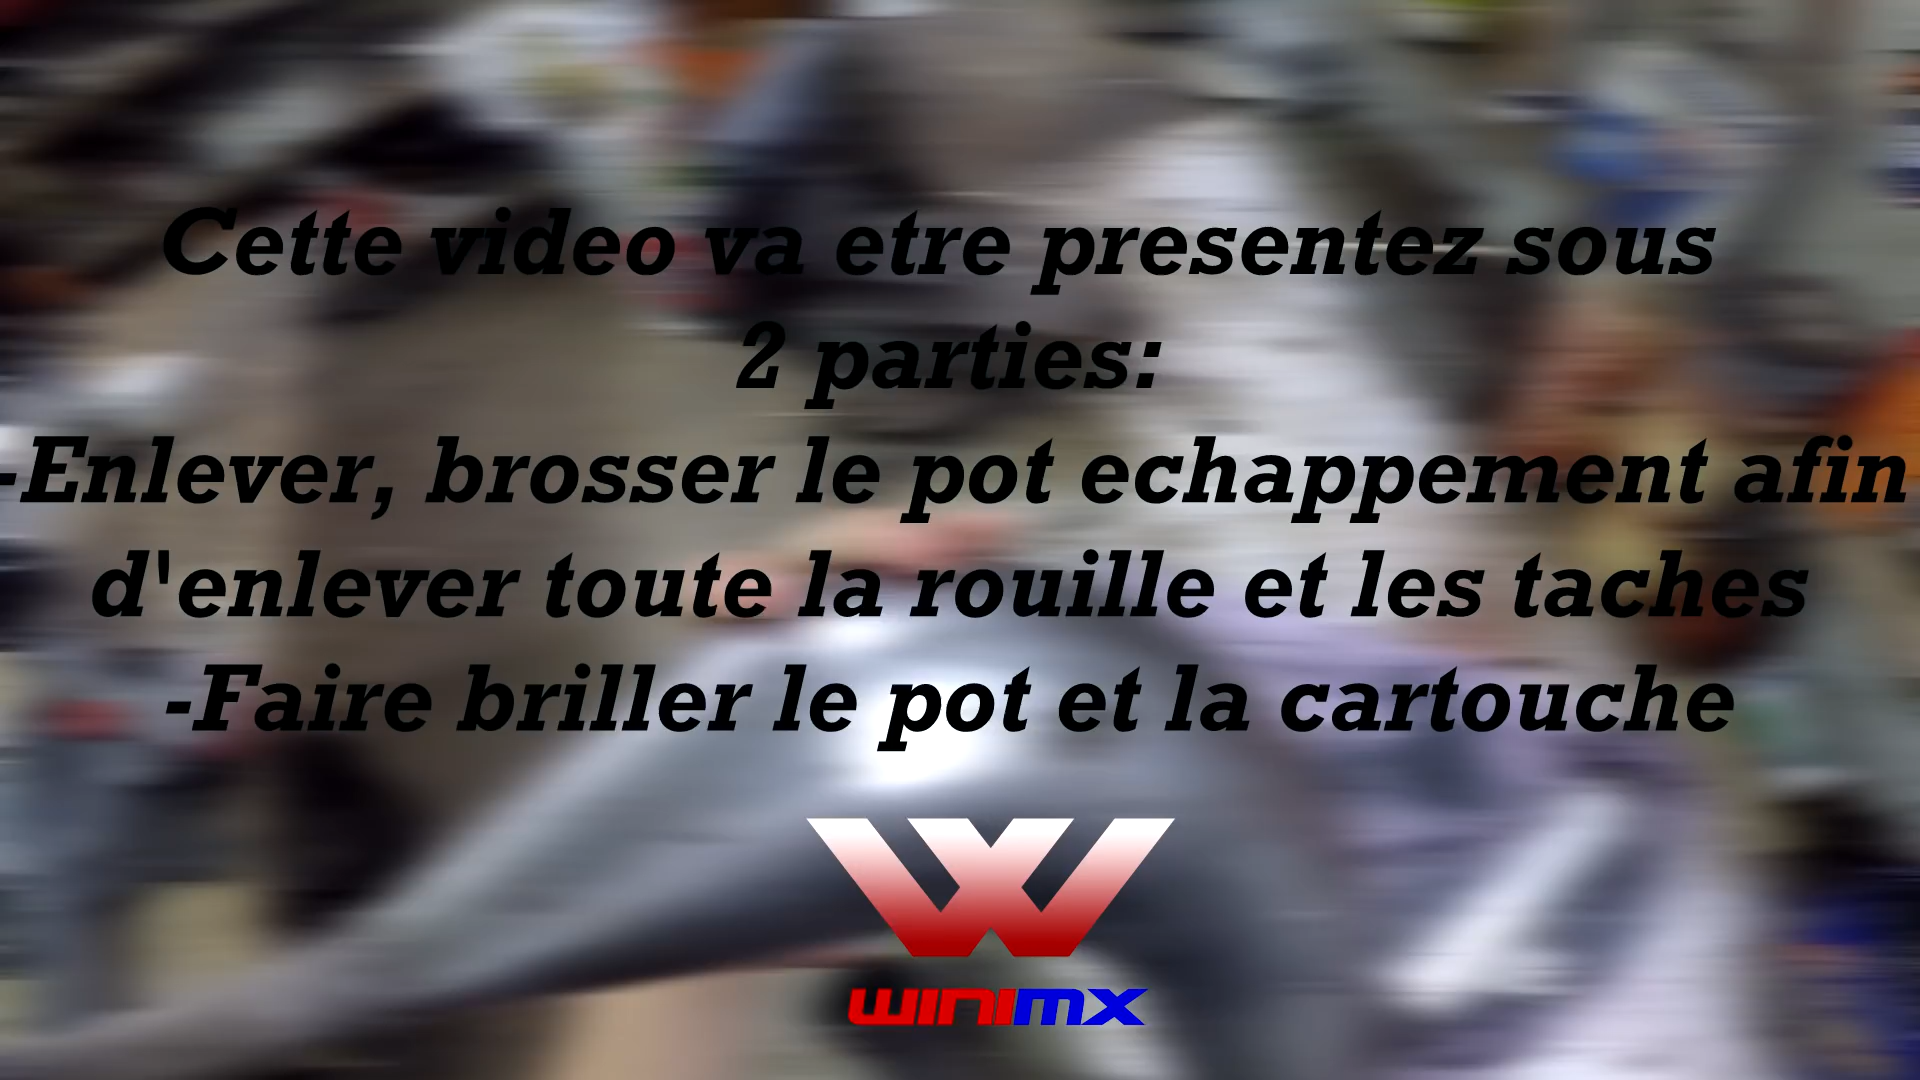 Cette video va etre presentez sous
2 parties:
-Enlever, brosser le pot echappement afin
d'enlever toute la rouille et les taches
-Faire briller le pot et la cartouche
W
WINIMX